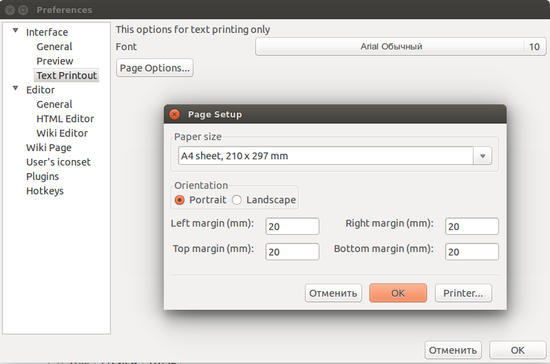 Preferences
Interface
General
Preview
Text Printout
Editor
General
HTML Editor
Wiki Editor
Wiki Page
User's iconset
Plugins
Hotkeys
This options for text printing only
Font
Arial Обычный 10
Page Options...
Page Setup
Paper size
A4 sheet, 210 x 297 mm
Orientation
Portrait Landscape
Left margin (mm): 20 Right margin (mm): 20
Top margin (mm): 20 Bottom margin (mm): 20
Отменить OK Printer...
Отменить OK